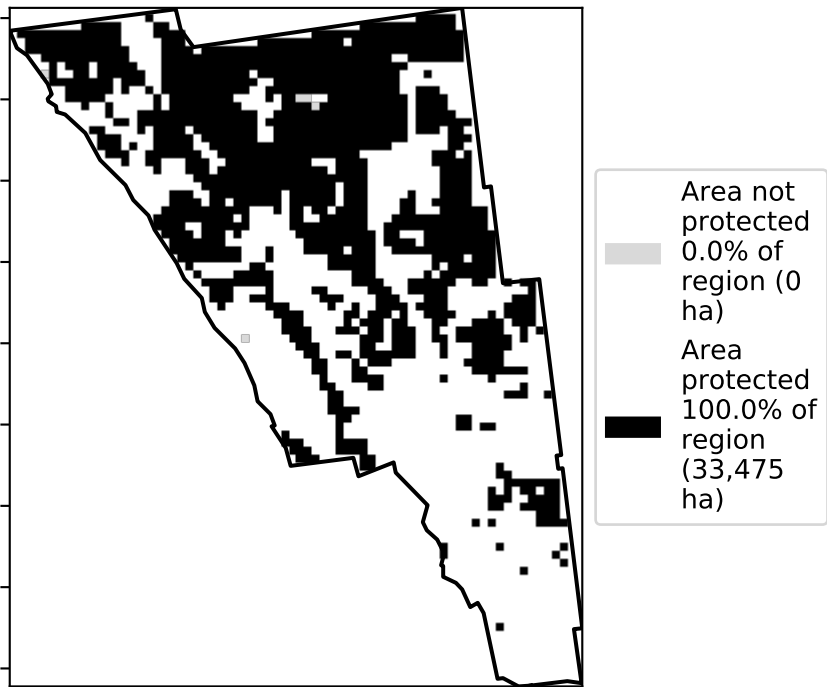 Area not
protected
0.0% of
region (0
ha)
Area
protected
100.0% of
region
(33,475
ha)